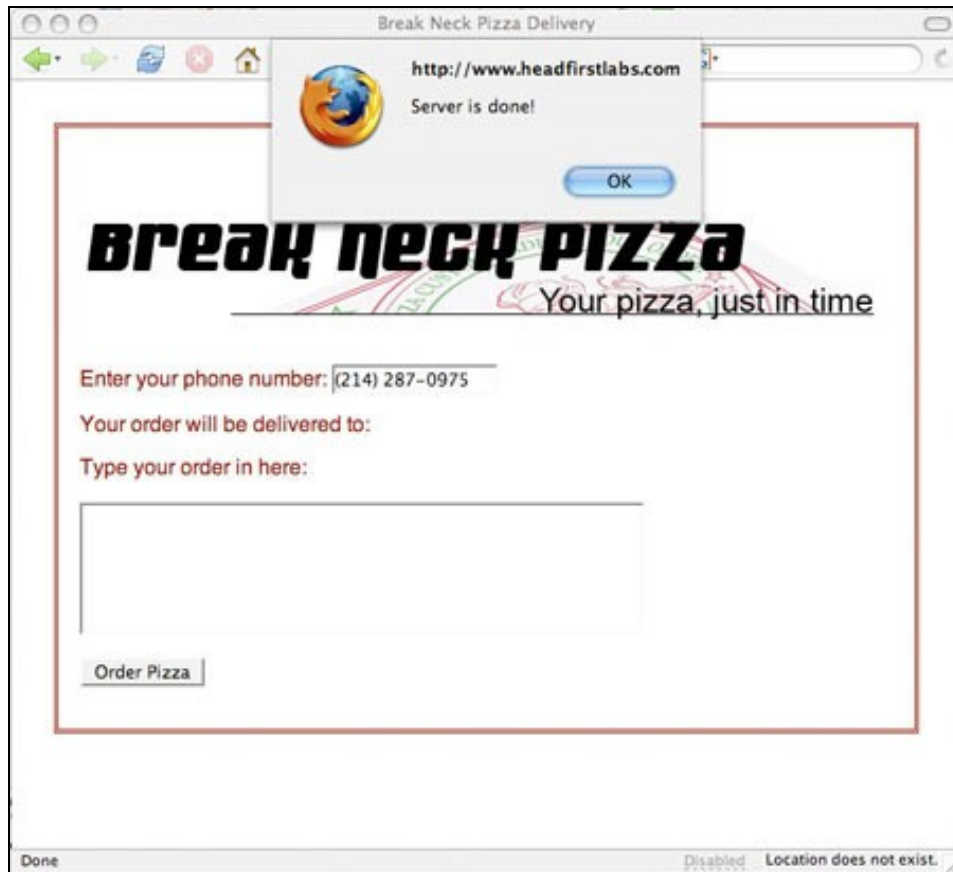 Break Neck Pizza Delivery
http://www.headfirstlabs.com
Server is done!
OK
Break Neck Pizza
Your pizza, just in time
Enter your phone number: (214) 287-0975
Your order will be delivered to:
Type your order in here:
Order Pizza
Done
Disabled
Location does not exist.